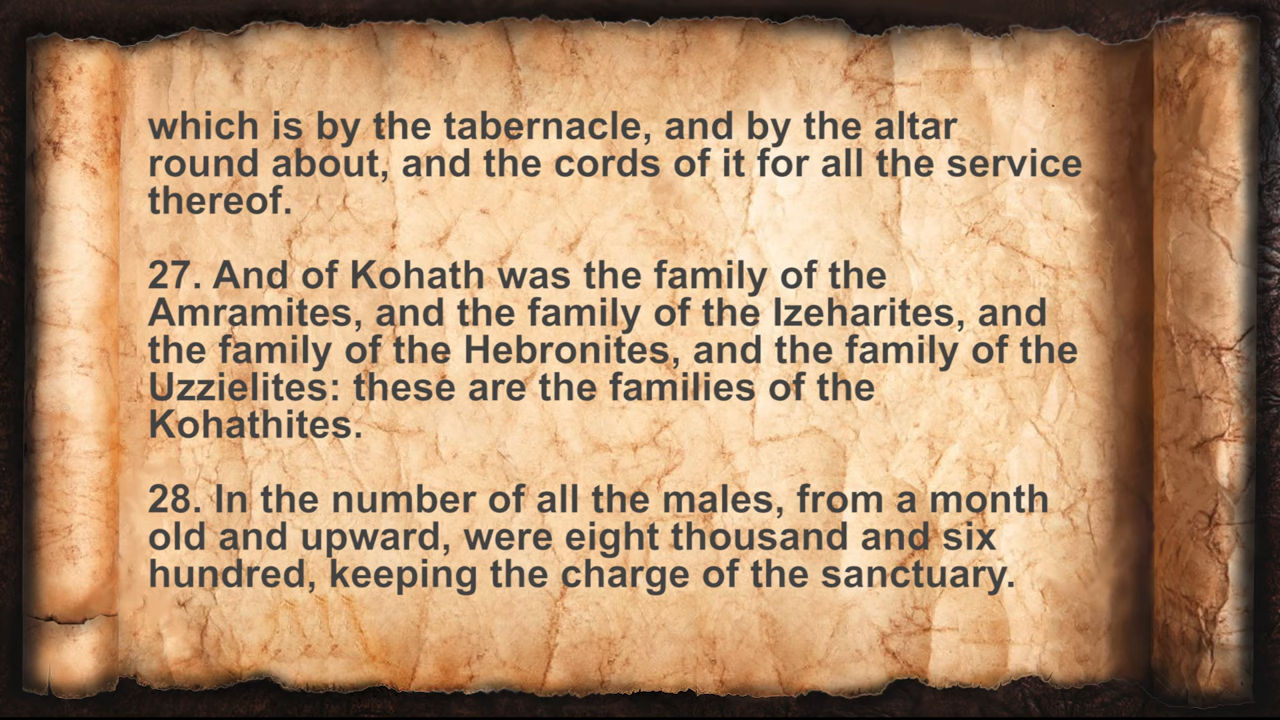 which is by the tabernacle, and by the altar
round about, and the cords of it for all the service
thereof.
27. And of Kohath was the family of the
Amramites, and the family of the Izeharites, and
the family of the Hebronites, and the family of the
Uzzielites: these are the families of the
Kohathites.
28. In the number of all the males, from a month
old and upward, were eight thousand and six
hundred, keeping the charge of the sanctuary.